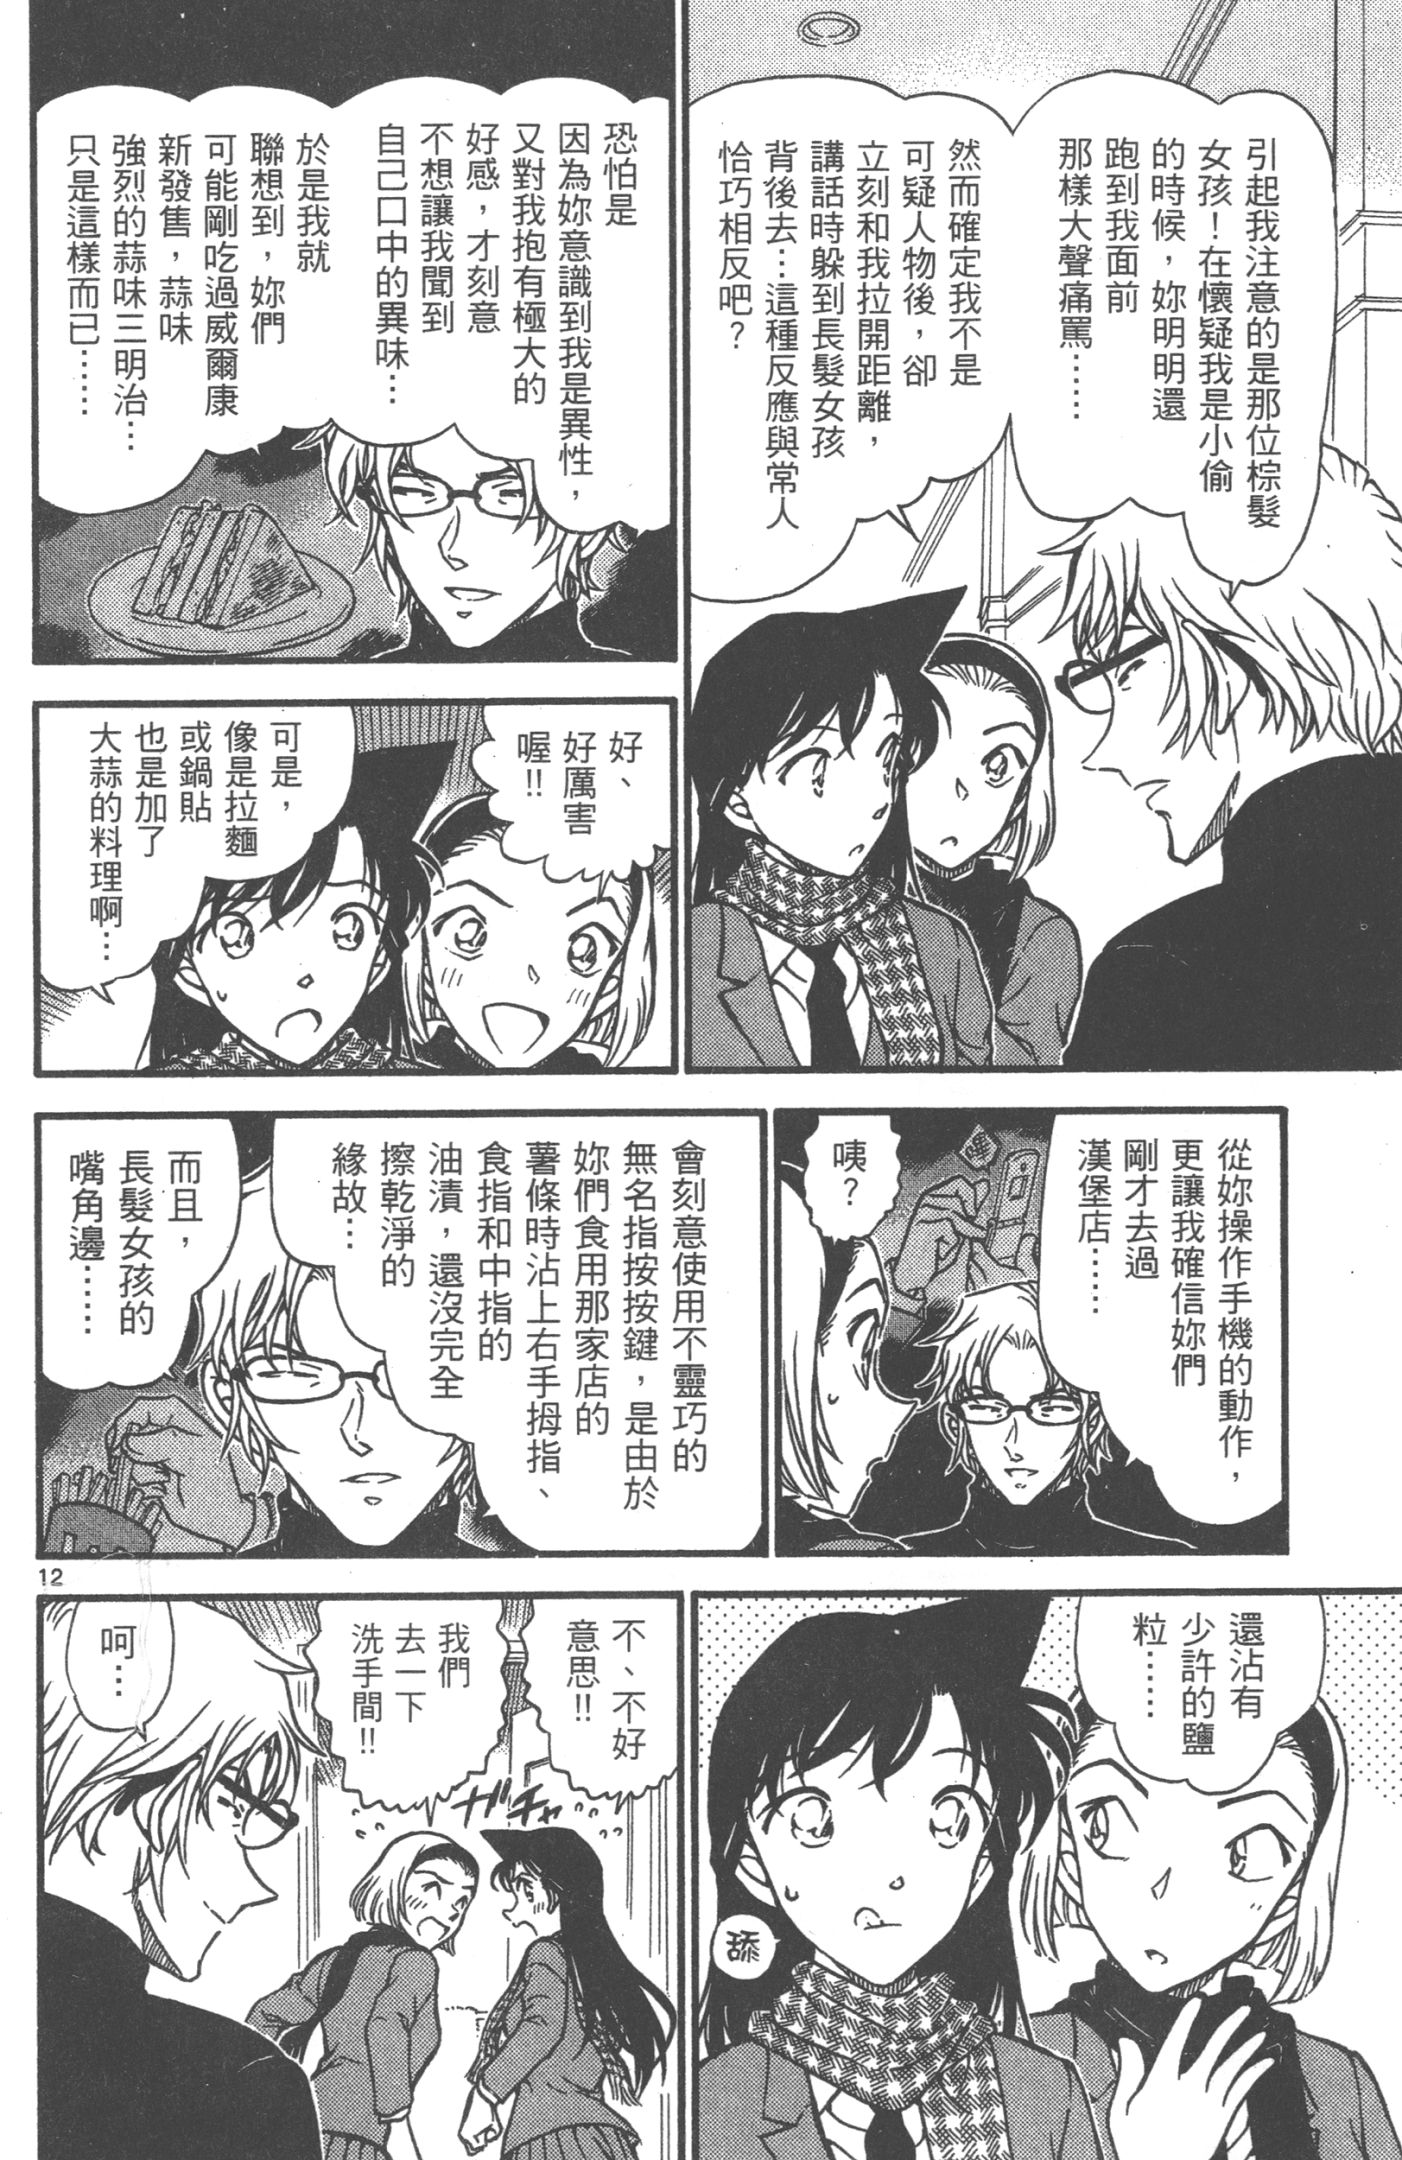 引起我注意的是那位棕髮
女孩！在懷疑我是小偷
的時候，妳明明還
跑到我面前
那樣大聲痛罵……
然而確定我不是
可疑人物後，卻
立刻和我拉開距離，
講話時躲到長髮女孩
背後去…這種反應與常人
恰巧相反吧？
恐怕是
因為妳意識到我是異性，
又對我抱有極大的
好感，才刻意
不想讓我聞到
自己口中的異味…
於是我就
聯想到，妳們
可能剛吃過威爾康
新發售，蒜味
強烈的蒜味三明治…
只是這樣而已……
好、
好厲害
喔!!
可是，
像是拉麵
或鍋貼
也是加了
大蒜的料理啊…
從妳操作手機的動作，
更讓我確信妳們
剛才去過
漢堡店……
咦？
會刻意使用不靈巧的
無名指按按鍵，是由於
妳們食用那家店的
薯條時沾上右手拇指、
食指和中指的
油漬，還沒完全
擦乾淨的
緣故…
而且，
長髮女孩的
嘴角邊……
12
還沾有
少許的鹽
粒……
舔
不、不好
意思!!
我們
去一下
洗手間!!
ガチャ
呵…